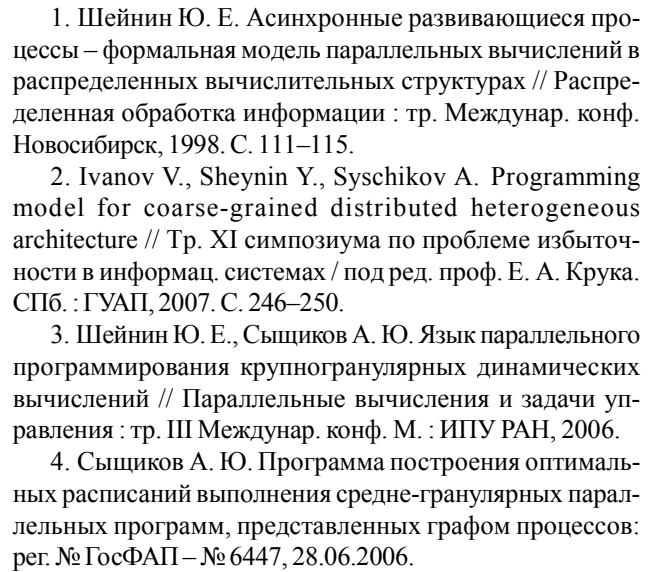 1. Шейнин Ю. Е. Асинхронные развивающиеся про-
цессы – формальная модель параллельных вычислений в
распределенных вычислительных структурах // Распре-
деленная обработка информации : тр. Междунар. конф.
Новосибирск, 1998. С. 111–115.
2. Ivanov V., Sheynin Y., Syschikov A. Programming
model for coarse-grained distributed heterogeneous
architecture // Тр. XI симпозиума по проблеме избыточ-
ности в информац. системах / под ред. проф. Е. А. Крука.
СПб. : ГУАП, 2007. С. 246–250.
3. Шейнин Ю. Е., Сыщиков А. Ю. Язык параллельного
программирования крупногранулярных динамических
вычислений // Параллельные вычисления и задачи уп-
равления : тр. III Междунар. конф. М. : ИПУ РАН, 2006.
4. Сыщиков А. Ю. Программа построения оптималь-
ных расписаний выполнения средне-гранулярных парал-
лельных программ, представленных графом процессов:
рег. № ГосФАП – № 6447, 28.06.2006.